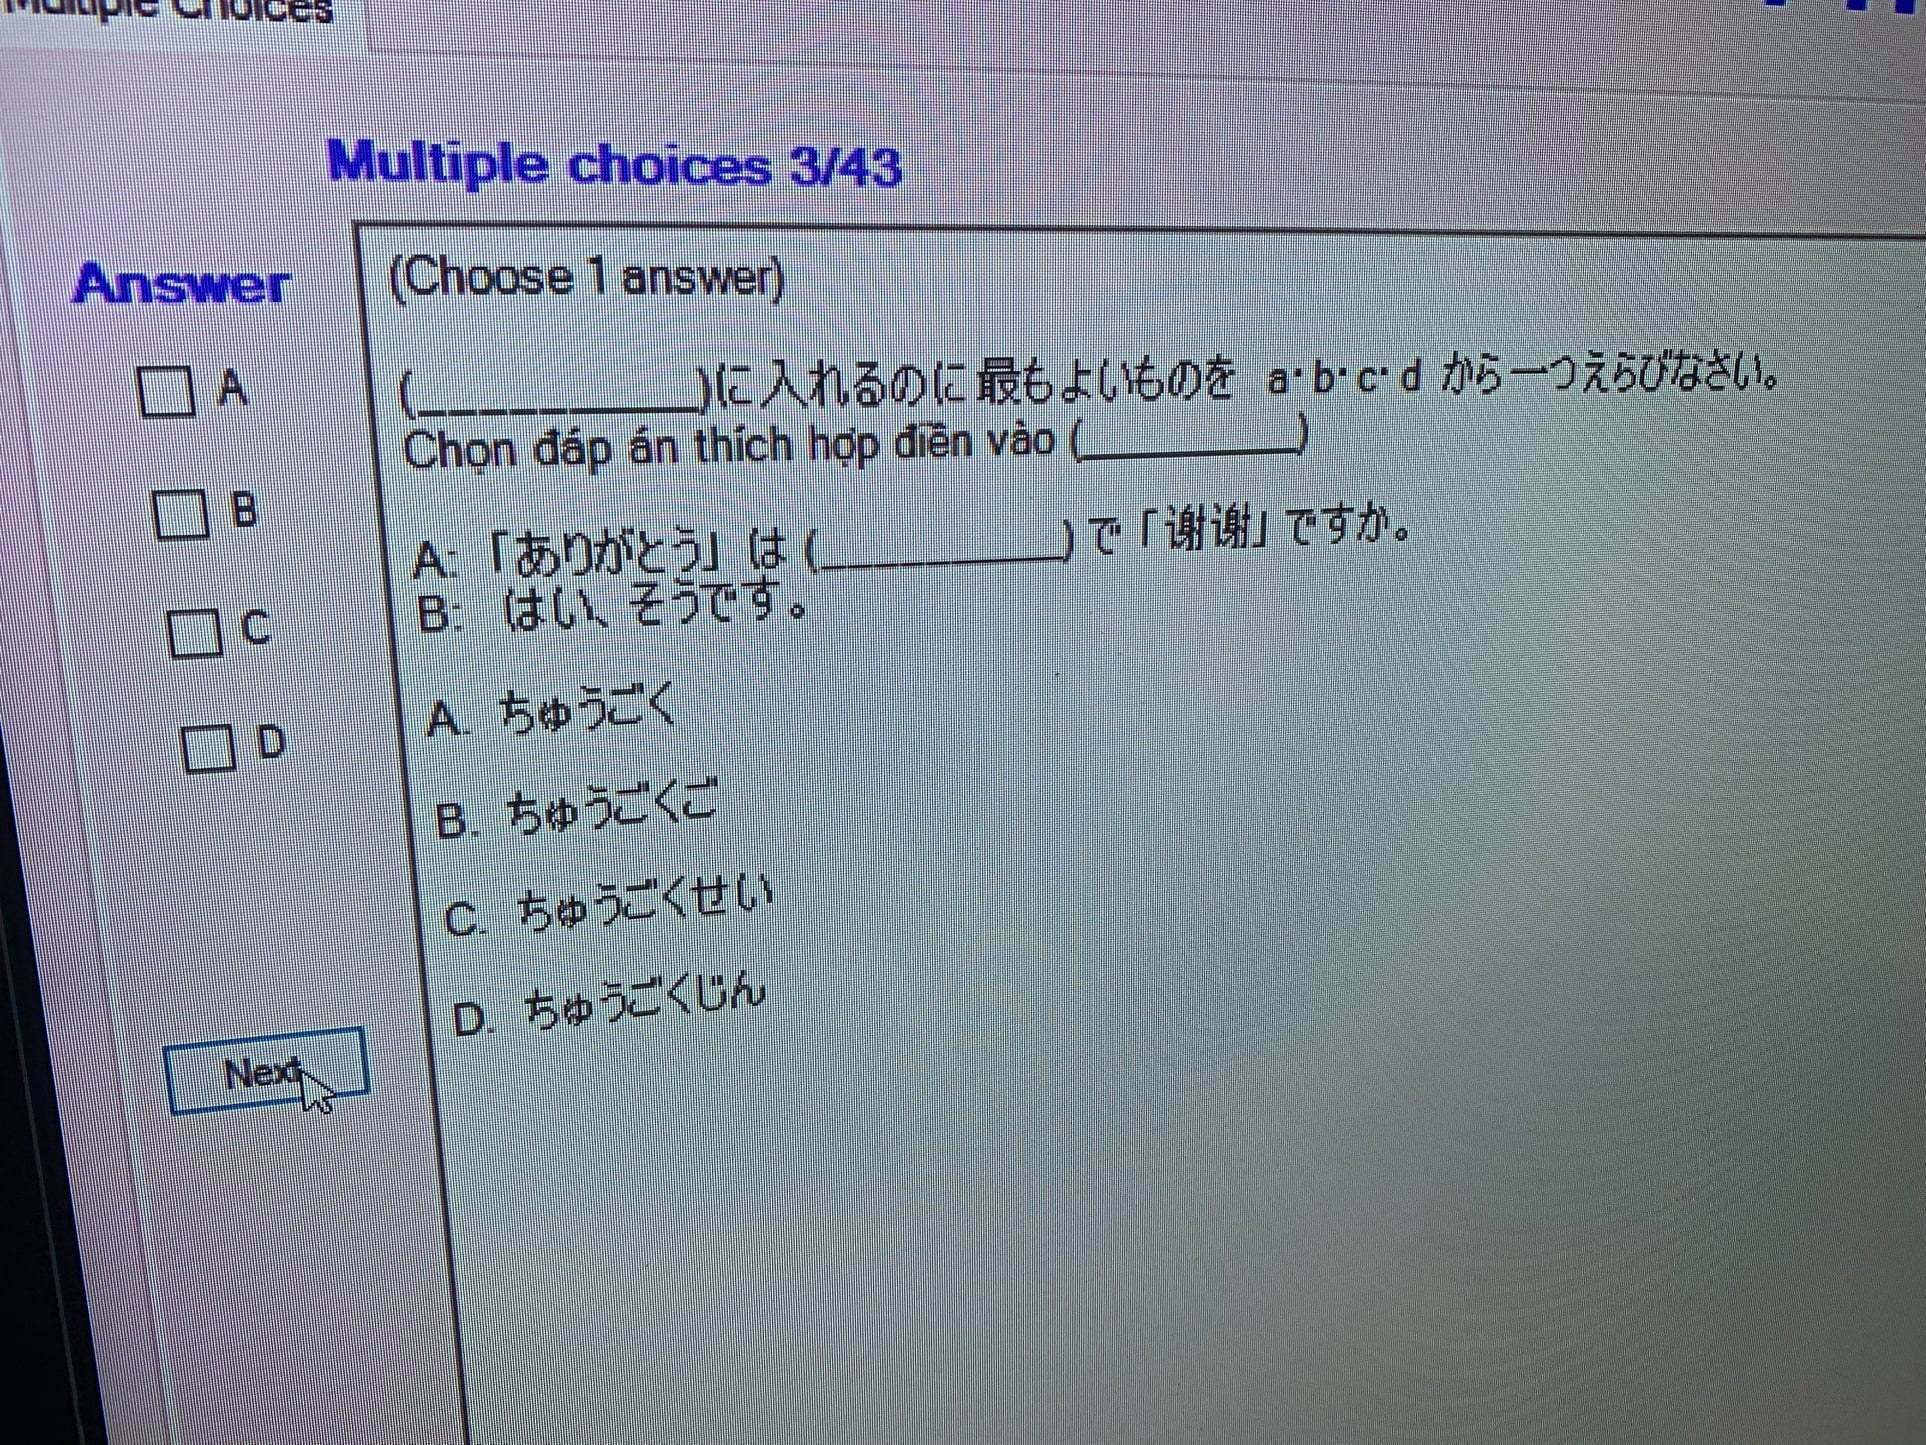 Multiple Choices
Multiple choices 3/43
Answer
A
B
C
D
Next
(Choose 1 answer)
(__________)に入れるのに最もよいものを a・b・c・d から一つえらびなさい。
Chọn đáp án thích hợp điền vào (________)
A: 「ありがとう」は (_________) で「谢谢」ですか。
B: はい、そうです。
A. ちゅうごく
B. ちゅうごくご
C. ちゅうごくせい
D. ちゅうごくじん